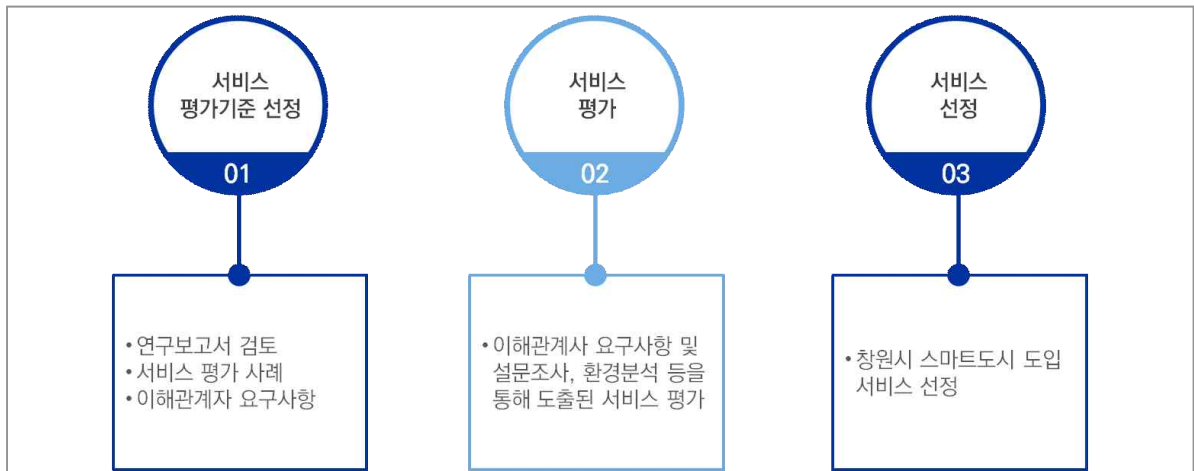 서비스
평가기준 선정
01
• 연구보고서 검토
• 서비스 평가 사례
• 이해관계자 요구사항
서비스
평가
02
• 이해관계사 요구사항 및
설문조사, 환경분석 등을
통해 도출된 서비스 평가
서비스
선정
03
• 창원시 스마트도시 도입
서비스 선정